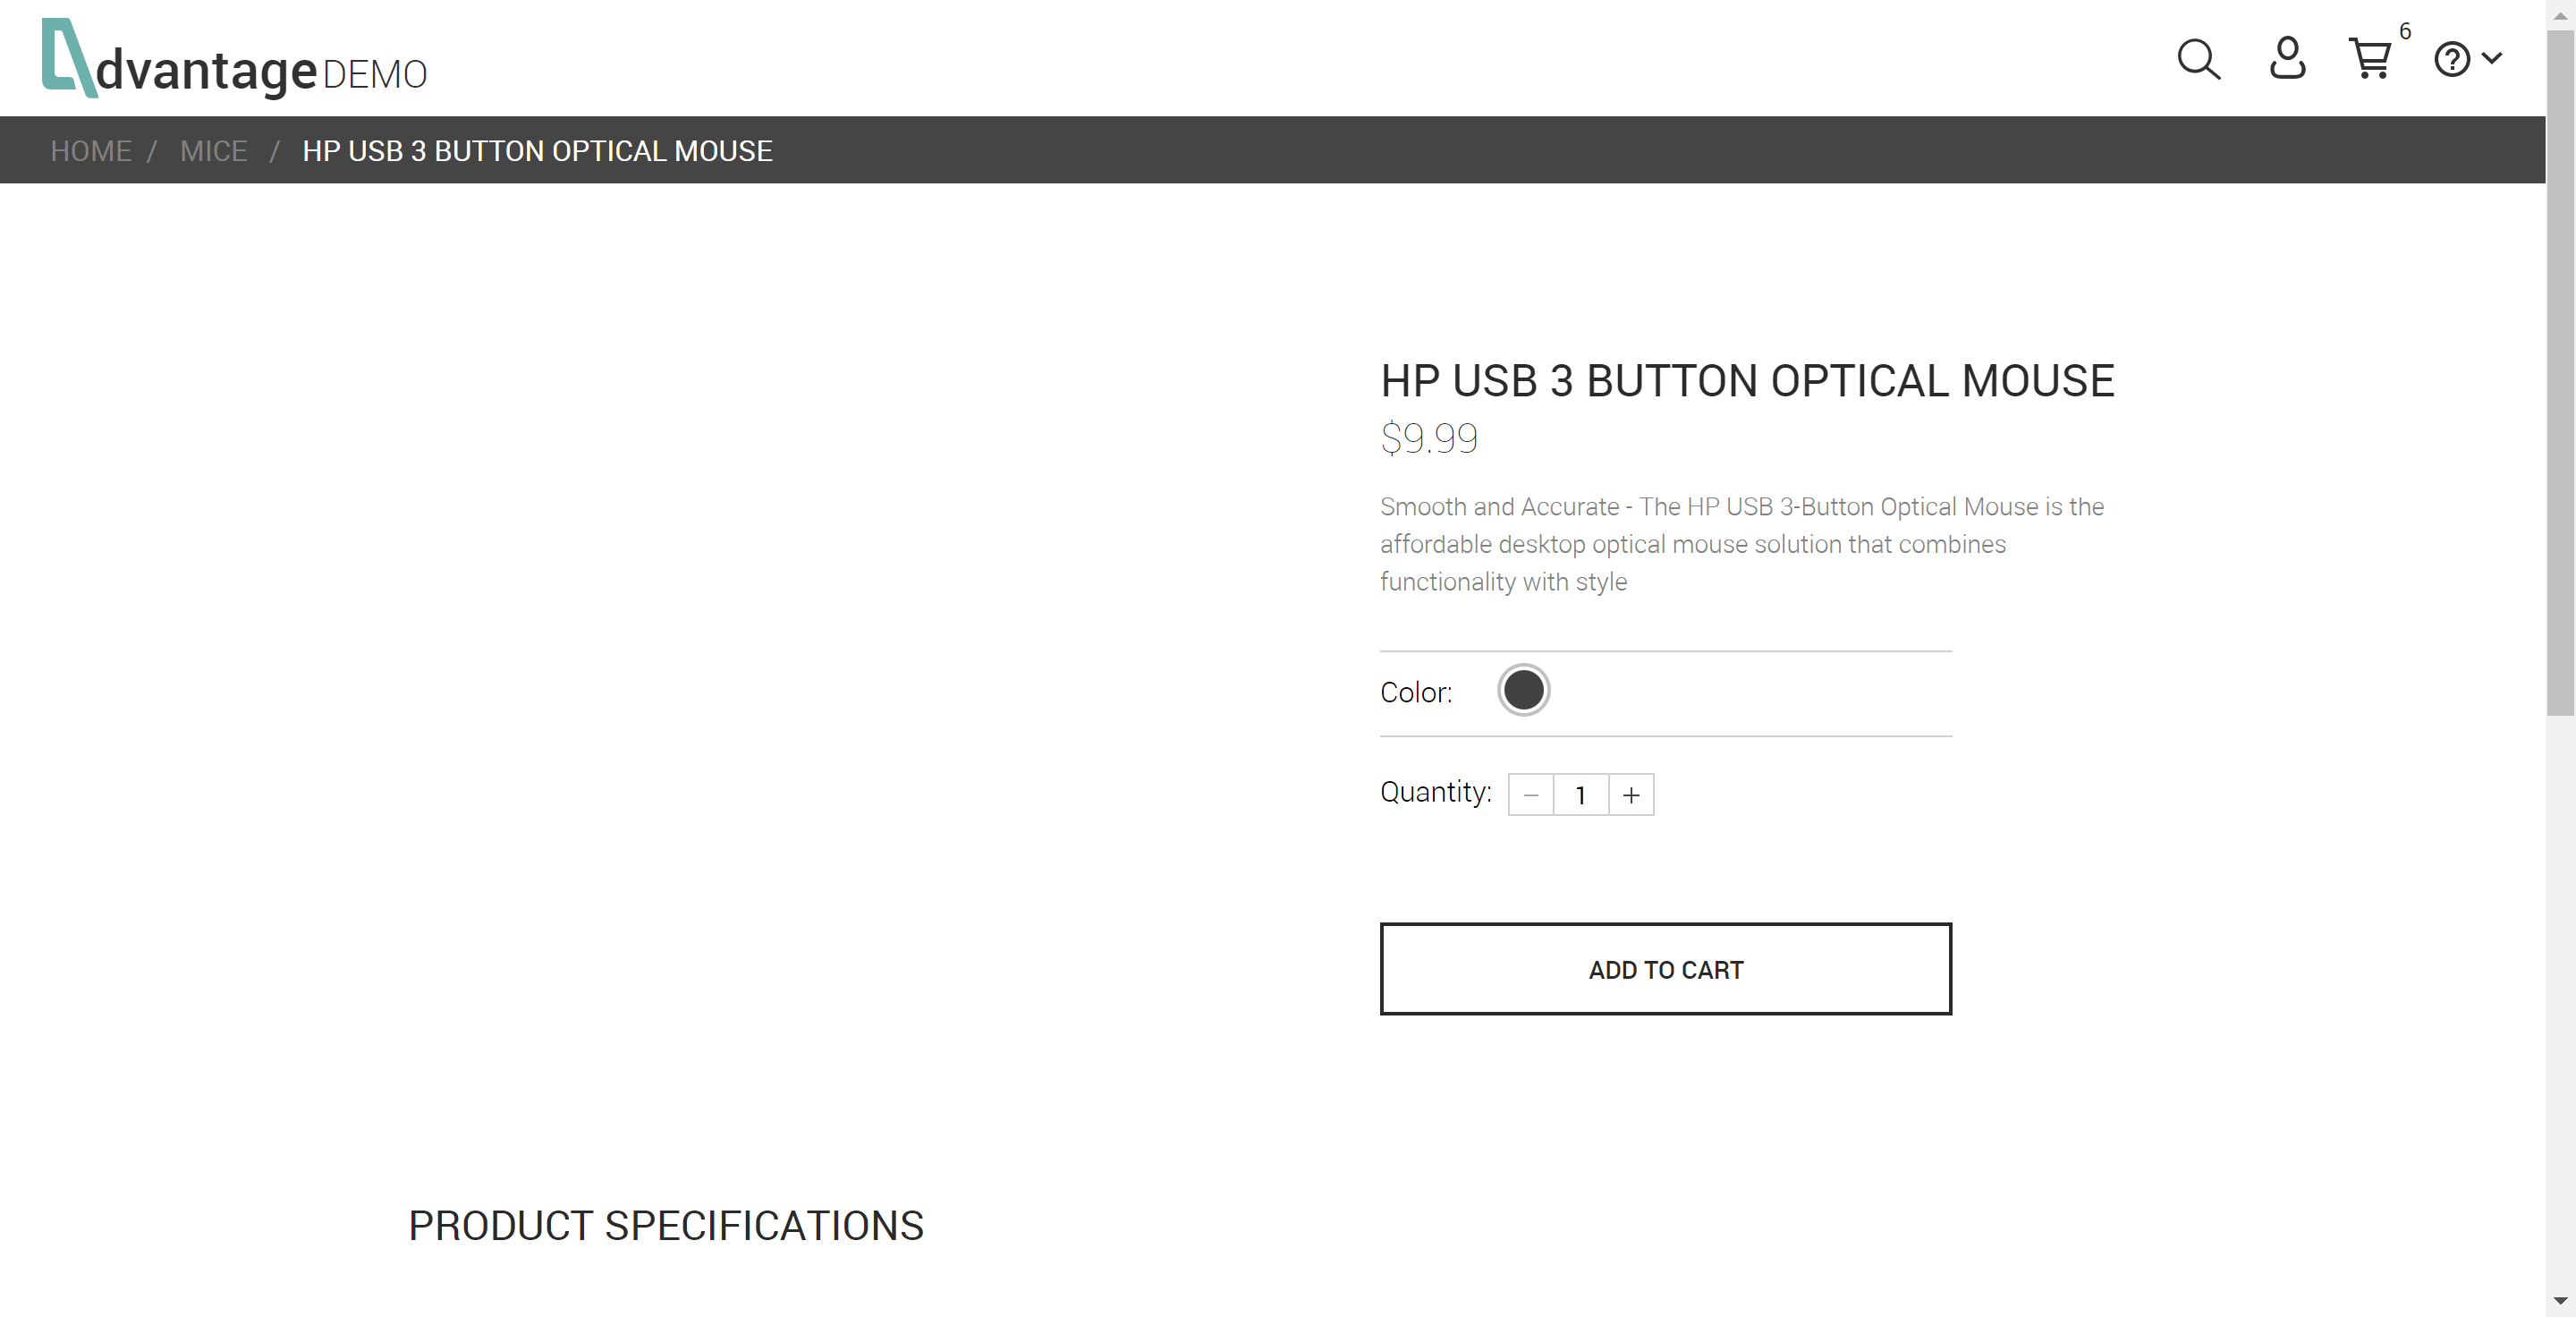 dvantage DEMO
6
HOME / MICE / HP USB 3 BUTTON OPTICAL MOUSE
HP USB 3 BUTTON OPTICAL MOUSE
$9.99
Smooth and Accurate - The HP USB 3-Button Optical Mouse is the
affordable desktop optical mouse solution that combines
functionality with style
Color:
Quantity: − 1 +
ADD TO CART
PRODUCT SPECIFICATIONS